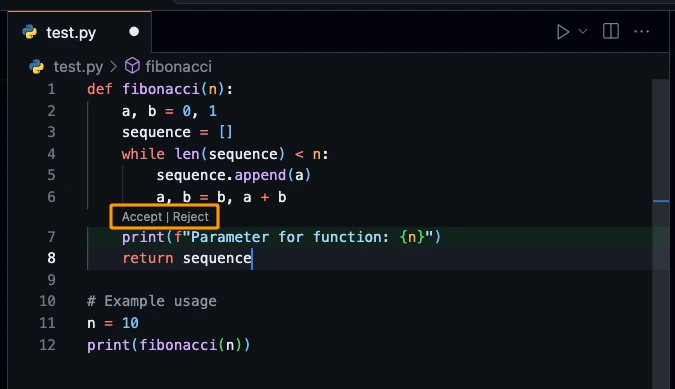 test.py
test.py > fibonacci
1 def fibonacci(n):
2     a, b = 0, 1
3     sequence = []
4     while len(sequence) < n:
5         sequence.append(a)
6         a, b = b, a + b
Accept | Reject
7     print(f"Parameter for function: {n}")
8     return sequence
9
10 # Example usage
11 n = 10
12 print(fibonacci(n))